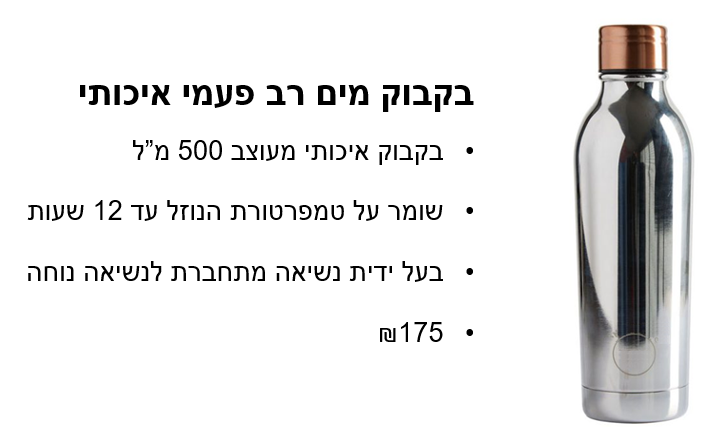 בקבוק מים רב פעמי איכותי
• בקבוק איכותי מעוצב 500 מ”ל
• שומר על טמפרטורת הנוזל עד 12 שעות
• בעל ידית נשיאה מתחברת לנשיאה נוחה
• 175₪